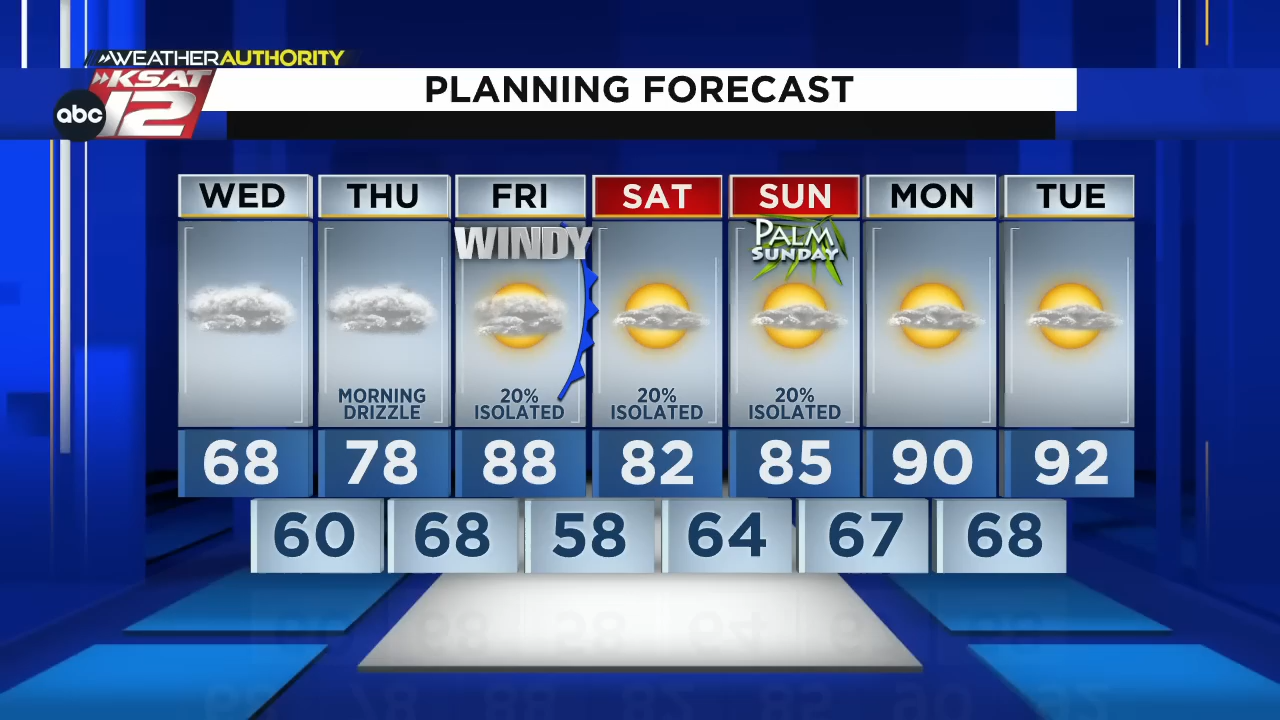 WEATHERAUTHORITY
KSAT
abc 12
PLANNING FORECAST
WED THU FRI SAT SUN MON TUE
WINDY
PALM
SUNDAY
MORNING
DRIZZLE
20%
ISOLATED
20%
ISOLATED
20%
ISOLATED
68 78 88 82 85 90 92
60 68 58 64 67 68